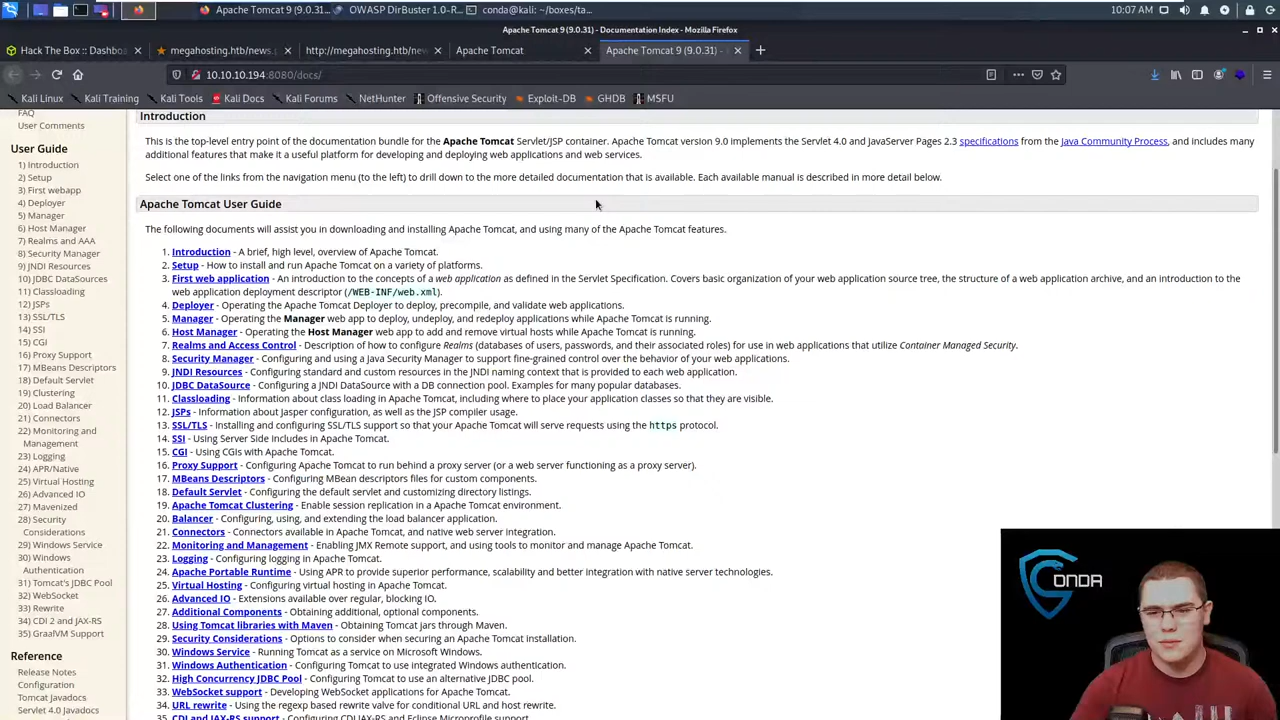 Apache Tomcat 9 (9.0.31)...
OWASP DirBuster 1.0-R...
conda@kali: ~/boxes/ta...
10:07 AM
Apache Tomcat 9 (9.0.31) - Documentation Index - Mozilla Firefox
Hack The Box :: Dashbo
megahosting.htb/news.
http://megahosting.htb/new
Apache Tomcat
Apache Tomcat 9 (9.0.31) -
10.10.10.194:8080/docs/
Kali Linux
Kali Training
Kali Tools
Kali Docs
Kali Forums
NetHunter
Offensive Security
Exploit-DB
GHDB
MSFU
FAQ
User Comments
User Guide
1) Introduction
2) Setup
3) First webapp
4) Deployer
5) Manager
6) Host Manager
7) Realms and AAA
8) Security Manager
9) JNDI Resources
10) JDBC DataSources
11) Classloading
12) JSPs
13) SSL/TLS
14) SSI
15) CGI
16) Proxy Support
17) MBeans Descriptors
18) Default Servlet
19) Clustering
20) Load Balancer
21) Connectors
22) Monitoring and
Management
23) Logging
24) APR/Native
25) Virtual Hosting
26) Advanced IO
27) Mavenized
28) Security
Considerations
29) Windows Service
30) Windows
Authentication
31) Tomcat's JDBC Pool
32) WebSocket
33) Rewrite
34) CDI 2 and JAX-RS
35) GraalVM Support
Reference
Release Notes
Configuration
Tomcat Javadocs
Servlet 4.0 Javadocs
Introduction
This is the top-level entry point of the documentation bundle for the Apache Tomcat Servlet/JSP container. Apache Tomcat version 9.0 implements the Servlet 4.0 and JavaServer Pages 2.3 specifications from the Java Community Process, and includes many
additional features that make it a useful platform for developing and deploying web applications and web services.
Select one of the links from the navigation menu (to the left) to drill down to the more detailed documentation that is available. Each available manual is described in more detail below.
Apache Tomcat User Guide
The following documents will assist you in downloading and installing Apache Tomcat, and using many of the Apache Tomcat features.
1. Introduction - A brief, high level, overview of Apache Tomcat.
2. Setup - How to install and run Apache Tomcat on a variety of platforms.
3. First web application - An introduction to the concepts of a web application as defined in the Servlet Specification. Covers basic organization of your web application source tree, the structure of a web application archive, and an introduction to the
web application deployment descriptor (/WEB-INF/web.xml).
4. Deployer - Operating the Apache Tomcat Deployer to deploy, precompile, and validate web applications.
5. Manager - Operating the Manager web app to deploy, undeploy, and redeploy applications while Apache Tomcat is running.
6. Host Manager - Operating the Host Manager web app to add and remove virtual hosts while Apache Tomcat is running.
7. Realms and Access Control - Description of how to configure Realms (databases of users, passwords, and their associated roles) for use in web applications that utilize Container Managed Security.
8. Security Manager - Configuring and using a Java Security Manager to support fine-grained control over the behavior of your web applications.
9. JNDI Resources - Configuring standard and custom resources in the JNDI naming context that is provided to each web application.
10. JDBC DataSource - Configuring a JNDI DataSource with a DB connection pool. Examples for many popular databases.
11. Classloading - Information about class loading in Apache Tomcat, including where to place your application classes so that they are visible.
12. JSPs - Information about Jasper configuration, as well as the JSP compiler usage.
13. SSL/TLS - Installing and configuring SSL/TLS support so that your Apache Tomcat will serve requests using the https protocol.
14. SSI - Using Server Side Includes in Apache Tomcat.
15. CGI - Using CGIs with Apache Tomcat.
16. Proxy Support - Configuring Apache Tomcat to run behind a proxy server (or a web server functioning as a proxy server).
17. MBeans Descriptors - Configuring MBean descriptors files for custom components.
18. Default Servlet - Configuring the default servlet and customizing directory listings.
19. Apache Tomcat Clustering - Enable session replication in a Apache Tomcat environment.
20. Balancer - Configuring, using, and extending the load balancer application.
21. Connectors - Connectors available in Apache Tomcat, and native web server integration.
22. Monitoring and Management - Enabling JMX Remote support, and using tools to monitor and manage Apache Tomcat.
23. Logging - Configuring logging in Apache Tomcat.
24. Apache Portable Runtime - Using APR to provide superior performance, scalability and better integration with native server technologies.
25. Virtual Hosting - Configuring virtual hosting in Apache Tomcat.
26. Advanced IO - Extensions available over regular, blocking IO.
27. Additional Components - Obtaining additional, optional components.
28. Using Tomcat libraries with Maven - Obtaining Tomcat jars through Maven.
29. Security Considerations - Options to consider when securing an Apache Tomcat installation.
30. Windows Service - Running Tomcat as a service on Microsoft Windows.
31. Windows Authentication - Configuring Tomcat to use integrated Windows authentication.
32. High Concurrency JDBC Pool - Configuring Tomcat to use an alternative JDBC pool.
33. WebSocket support - Developing WebSocket applications for Apache Tomcat.
34. URL rewrite - Using the regexp based rewrite valve for conditional URL and host rewrite.
35. CDI and JAX-RS support - Configuring CDI, JAX-RS and Eclipse Microprofile support.
CONDA